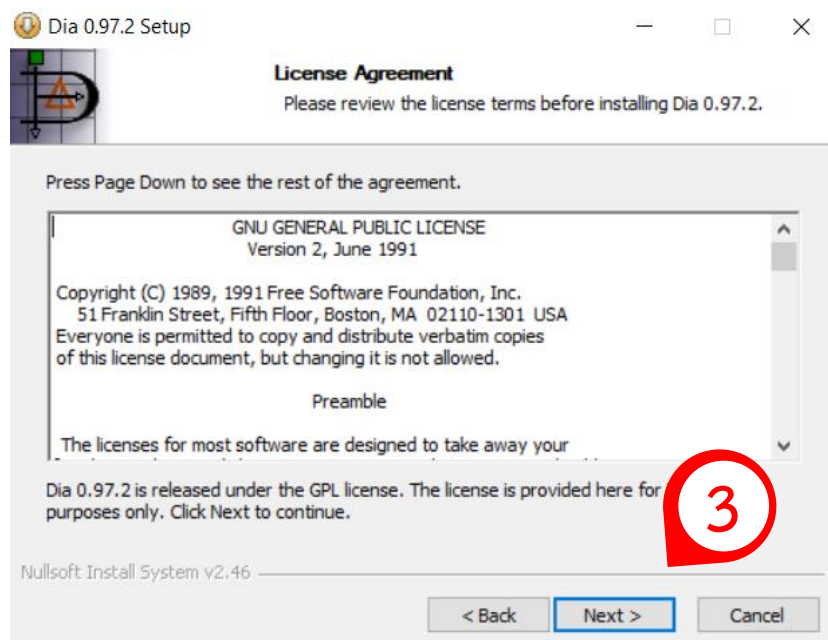 Dia 0.97.2 Setup
License Agreement
Please review the license terms before installing Dia 0.97.2.
Press Page Down to see the rest of the agreement.
GNU GENERAL PUBLIC LICENSE
Version 2, June 1991
Copyright (C) 1989, 1991 Free Software Foundation, Inc.
51 Franklin Street, Fifth Floor, Boston, MA 02110-1301 USA
Everyone is permitted to copy and distribute verbatim copies
of this license document, but changing it is not allowed.
Preamble
The licenses for most software are designed to take away your
Dia 0.97.2 is released under the GPL license. The license is provided here for
purposes only. Click Next to continue.
3
Nullsoft Install System v2.46
< Back
Next >
Cancel